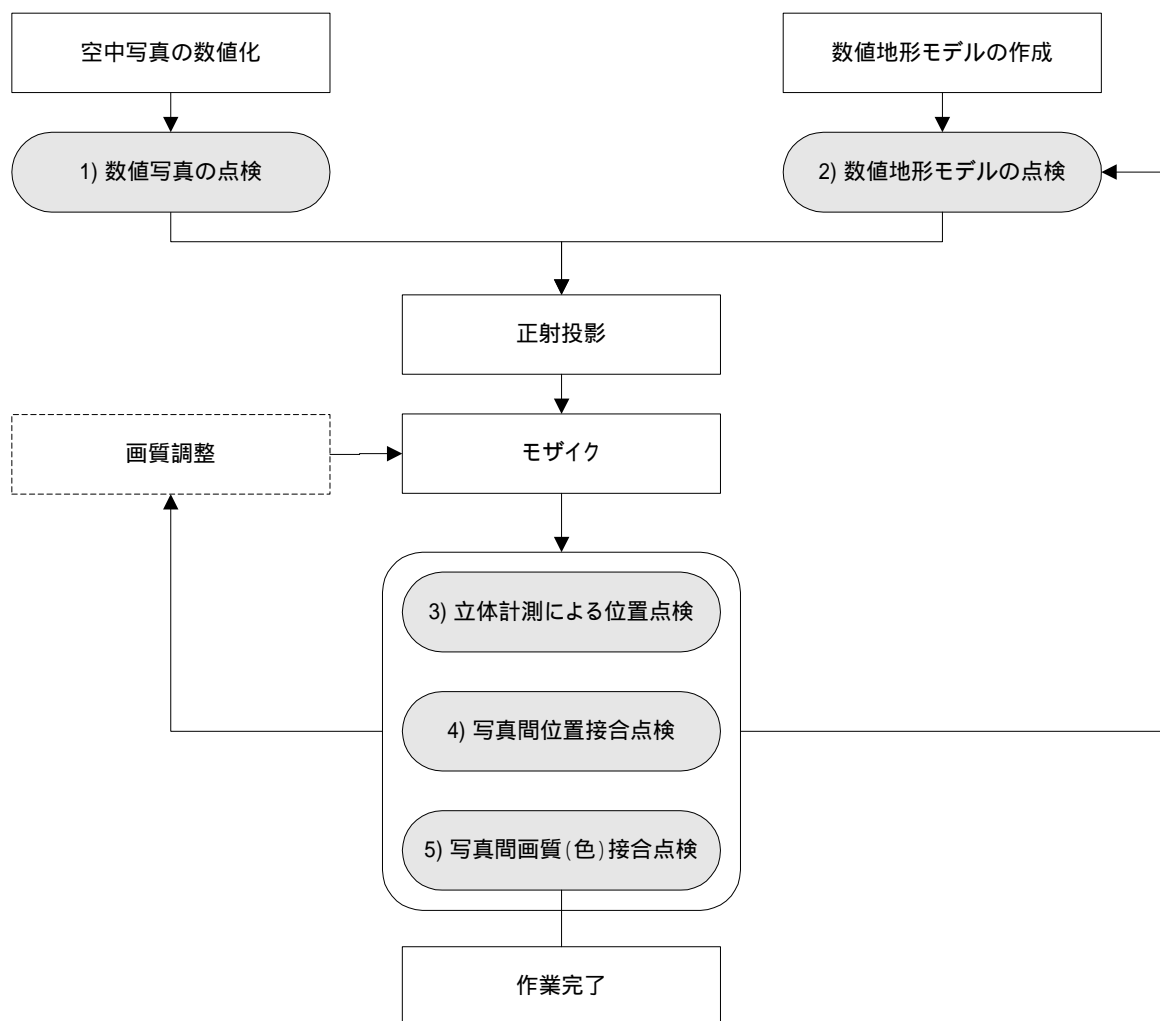 空中写真の数値化
数値地形モデルの作成
1) 数値写真の点検
2) 数値地形モデルの点検
正射投影
画質調整
モザイク
3) 立体計測による位置点検
4) 写真間位置接合点検
5) 写真間画質(色)接合点検
作業完了